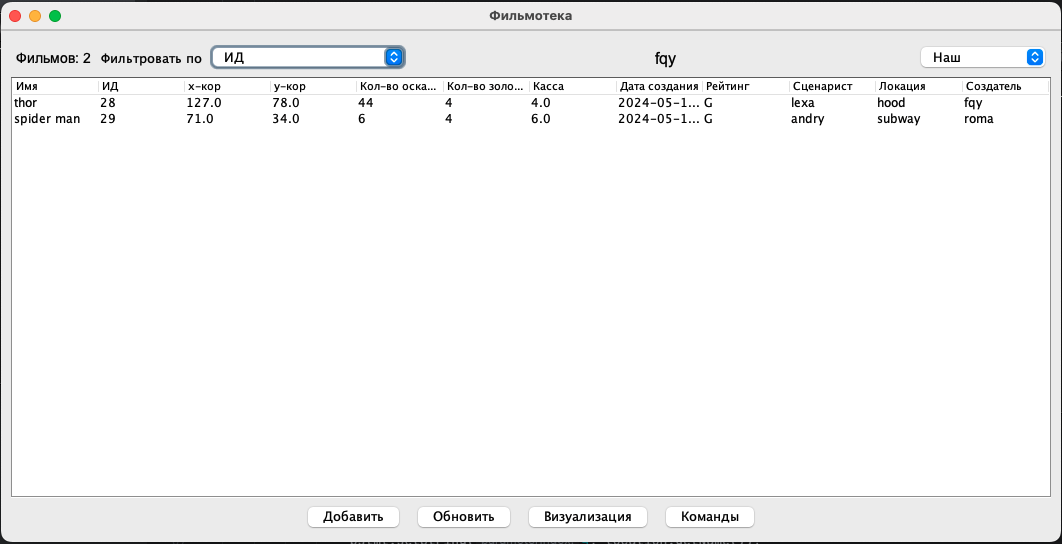 Фильмотека
Фильмов: 2 Фильтровать по ИД fqy Наш
Имя ИД x-кор y-кор Кол-во оска... Кол-во золо... Касса Дата создания Рейтинг Сценарист Локация Создатель
thor 28 127.0 78.0 44 4 4.0 2024-05-1... G lexa hood fqy
spider man 29 71.0 34.0 6 4 6.0 2024-05-1... G andry subway roma
Добавить Обновить Визуализация Команды